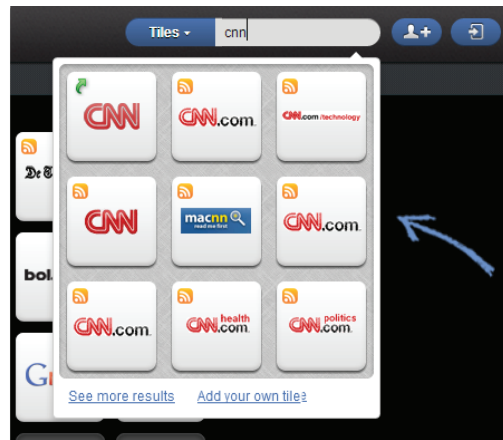 Tiles
cnn
CNN
CNN.com
CNN.com/technology
De T
CNN
macnn
read me first
CNN.com
bol.
CNN.com
CNN health .com
CNN politics .com
G
See more results
Add your own tile